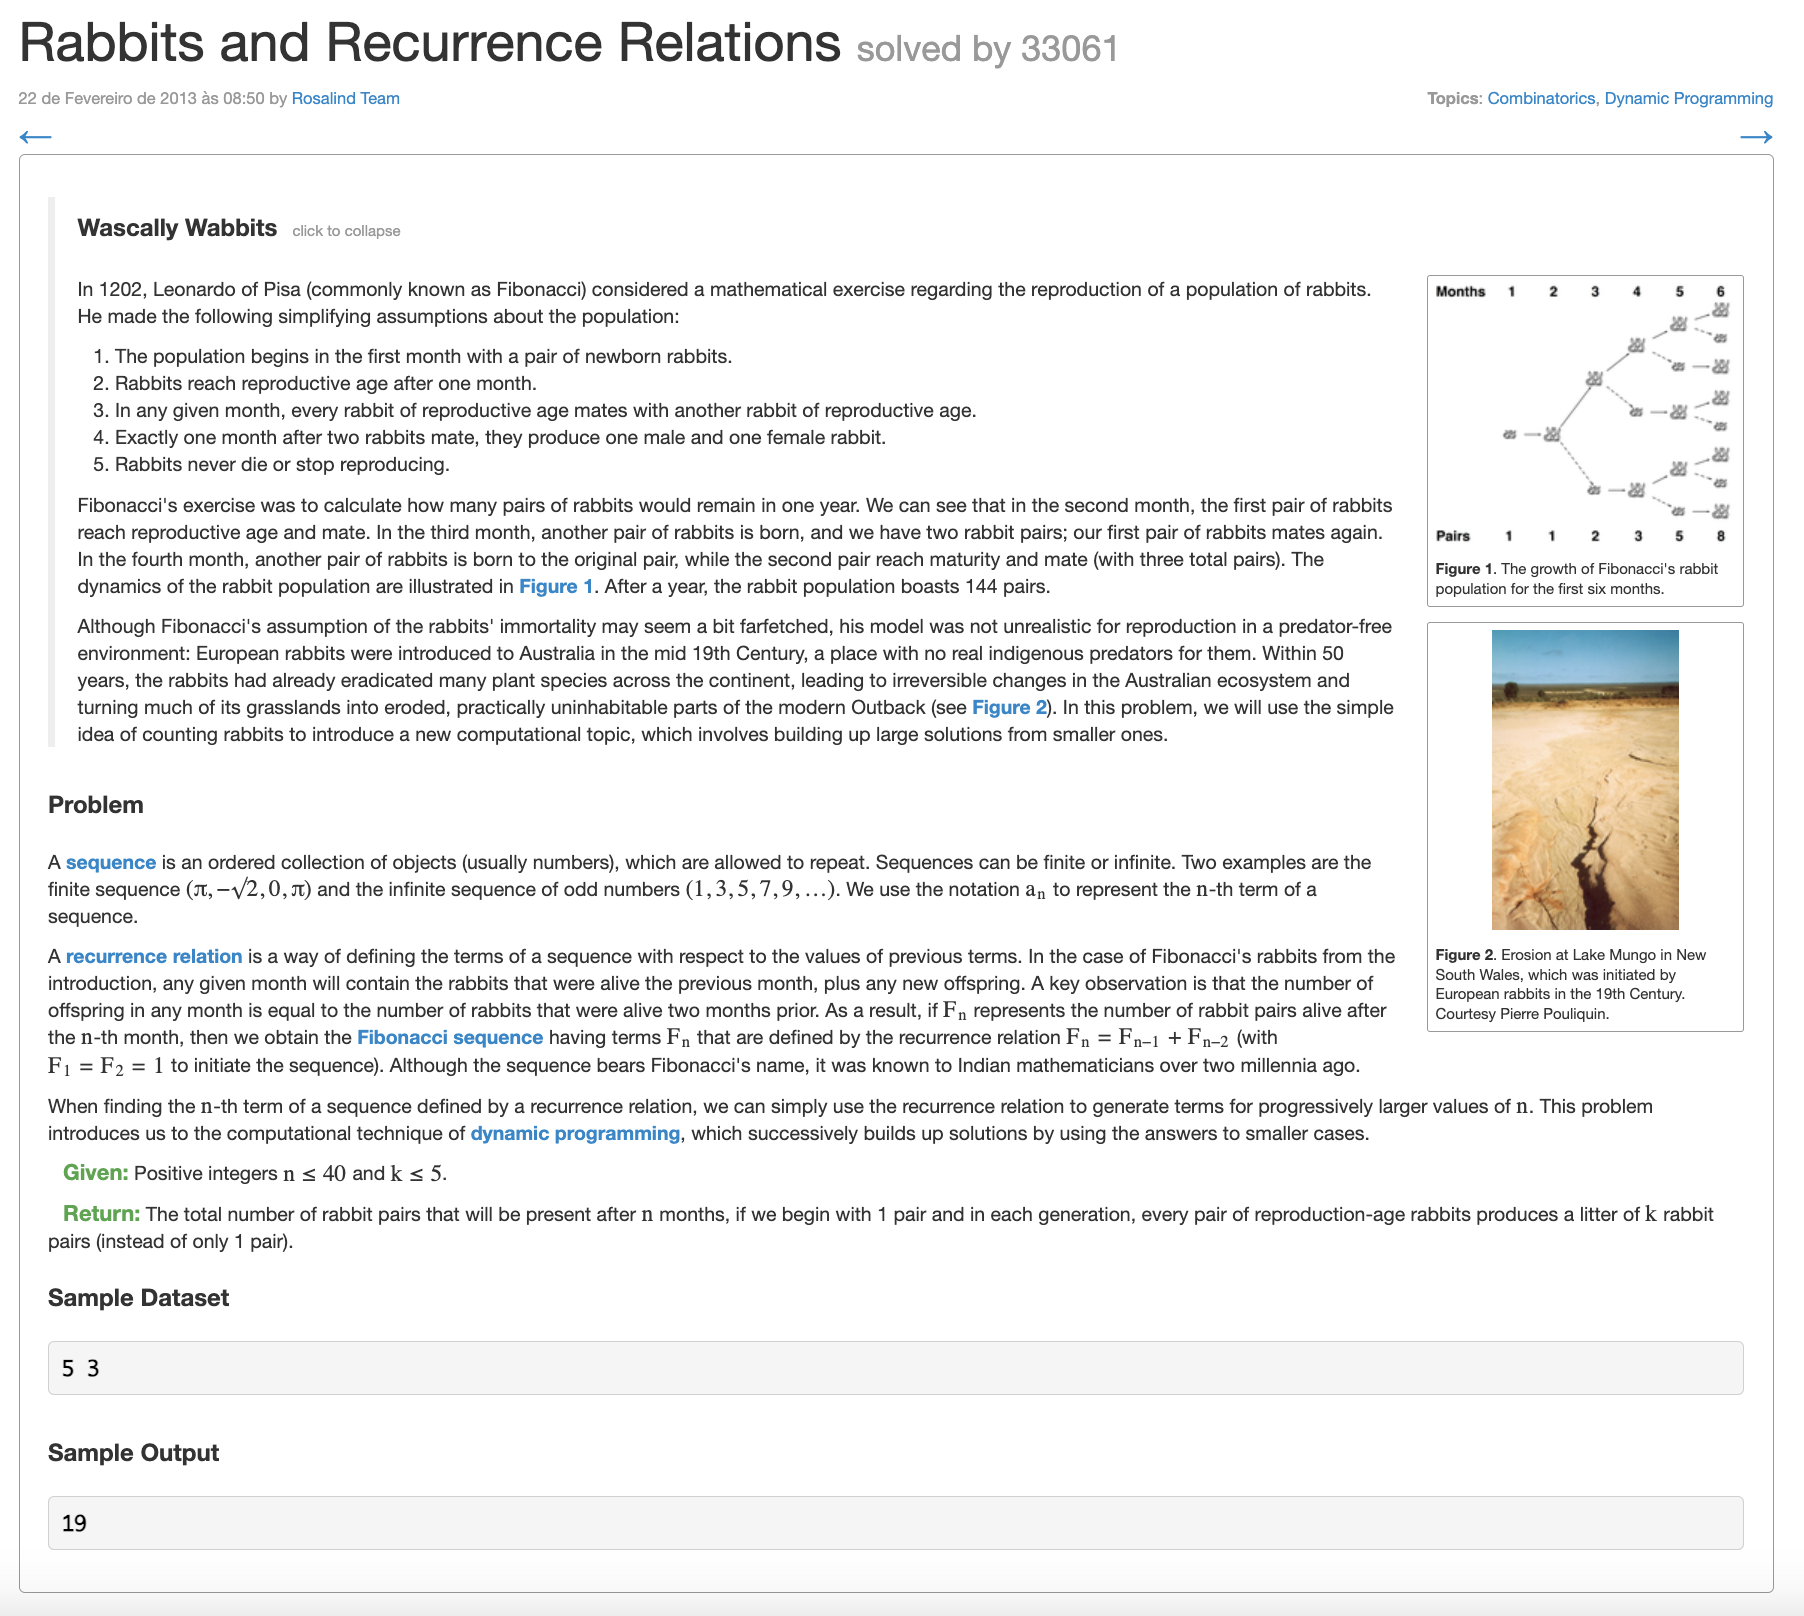 Rabbits and Recurrence Relations solved by 33061
22 de Fevereiro de 2013 às 08:50 by Rosalind Team
Topics: Combinatorics, Dynamic Programming
← →
Wascally Wabbits click to collapse
In 1202, Leonardo of Pisa (commonly known as Fibonacci) considered a mathematical exercise regarding the reproduction of a population of rabbits.
He made the following simplifying assumptions about the population:
1. The population begins in the first month with a pair of newborn rabbits.
2. Rabbits reach reproductive age after one month.
3. In any given month, every rabbit of reproductive age mates with another rabbit of reproductive age.
4. Exactly one month after two rabbits mate, they produce one male and one female rabbit.
5. Rabbits never die or stop reproducing.
Fibonacci's exercise was to calculate how many pairs of rabbits would remain in one year. We can see that in the second month, the first pair of rabbits
reach reproductive age and mate. In the third month, another pair of rabbits is born, and we have two rabbit pairs; our first pair of rabbits mates again.
In the fourth month, another pair of rabbits is born to the original pair, while the second pair reach maturity and mate (with three total pairs). The
dynamics of the rabbit population are illustrated in Figure 1. After a year, the rabbit population boasts 144 pairs.
Although Fibonacci's assumption of the rabbits' immortality may seem a bit farfetched, his model was not unrealistic for reproduction in a predator-free
environment: European rabbits were introduced to Australia in the mid 19th Century, a place with no real indigenous predators for them. Within 50
years, the rabbits had already eradicated many plant species across the continent, leading to irreversible changes in the Australian ecosystem and
turning much of its grasslands into eroded, practically uninhabitable parts of the modern Outback (see Figure 2). In this problem, we will use the simple
idea of counting rabbits to introduce a new computational topic, which involves building up large solutions from smaller ones.
Months 1 2 3 4 5 6
Pairs 1 1 2 3 5 8
Figure 1. The growth of Fibonacci's rabbit
population for the first six months.
Figure 2. Erosion at Lake Mungo in New
South Wales, which was initiated by
European rabbits in the 19th Century.
Courtesy Pierre Pouliquin.
Problem
A sequence is an ordered collection of objects (usually numbers), which are allowed to repeat. Sequences can be finite or infinite. Two examples are the
finite sequence (π, −√2, 0, π) and the infinite sequence of odd numbers (1, 3, 5, 7, 9, …). We use the notation aₙ to represent the n-th term of a
sequence.
A recurrence relation is a way of defining the terms of a sequence with respect to the values of previous terms. In the case of Fibonacci's rabbits from the
introduction, any given month will contain the rabbits that were alive the previous month, plus any new offspring. A key observation is that the number of
offspring in any month is equal to the number of rabbits that were alive two months prior. As a result, if Fₙ represents the number of rabbit pairs alive after
the n-th month, then we obtain the Fibonacci sequence having terms Fₙ that are defined by the recurrence relation Fₙ = Fₙ₋₁ + Fₙ₋₂ (with
F₁ = F₂ = 1 to initiate the sequence). Although the sequence bears Fibonacci's name, it was known to Indian mathematicians over two millennia ago.
When finding the n-th term of a sequence defined by a recurrence relation, we can simply use the recurrence relation to generate terms for progressively larger values of n. This problem
introduces us to the computational technique of dynamic programming, which successively builds up solutions by using the answers to smaller cases.
Given: Positive integers n ≤ 40 and k ≤ 5.
Return: The total number of rabbit pairs that will be present after n months, if we begin with 1 pair and in each generation, every pair of reproduction-age rabbits produces a litter of k rabbit
pairs (instead of only 1 pair).
Sample Dataset
5 3
Sample Output
19